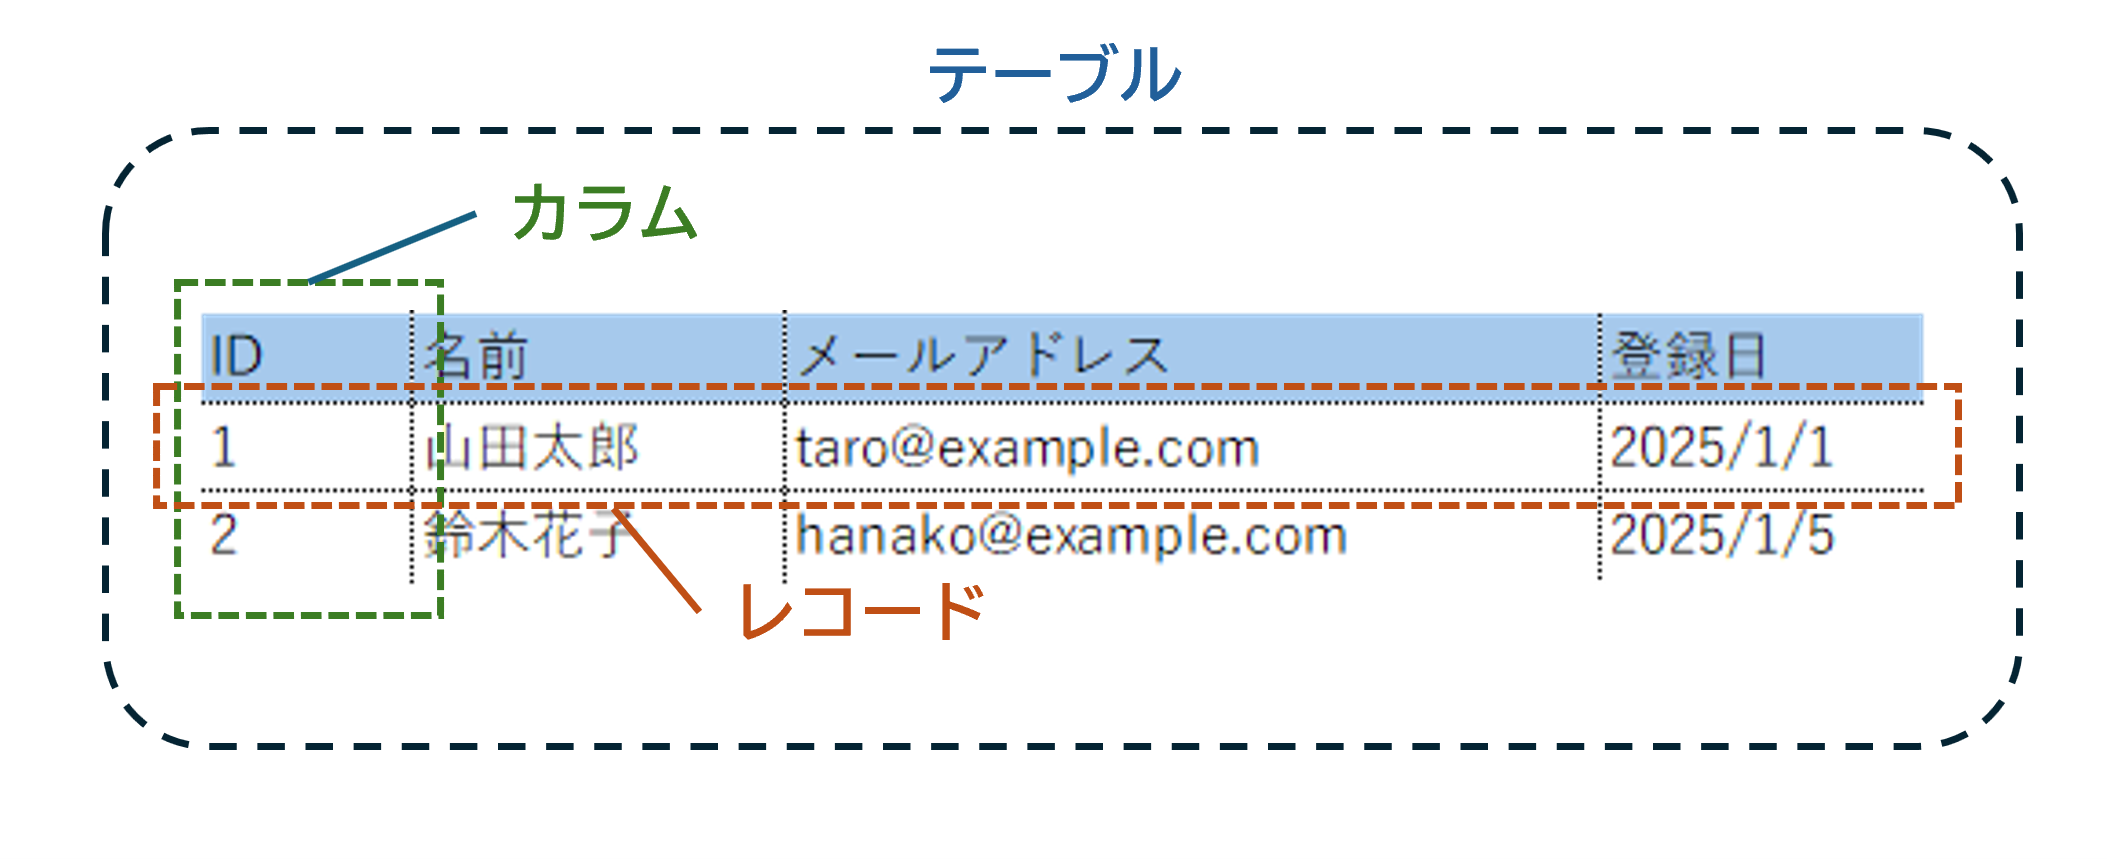 テーブル
カラム
ID 名前 メールアドレス 登録日
1 山田太郎 taro@example.com 2025/1/1
2 鈴木花子 hanako@example.com 2025/1/5
レコード